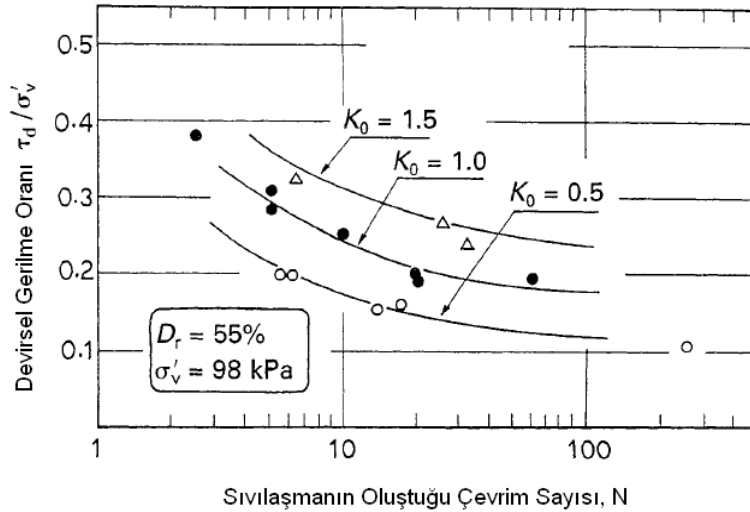 Devirsel Gerilme Oranı τd/σ′v
0.5
0.4
0.3
0.2
0.1
K0 = 1.5
K0 = 1.0
K0 = 0.5
Dr = 55%
σ′v = 98 kPa
1
10
100
Sıvılaşmanın Oluştuğu Çevrim Sayısı, N